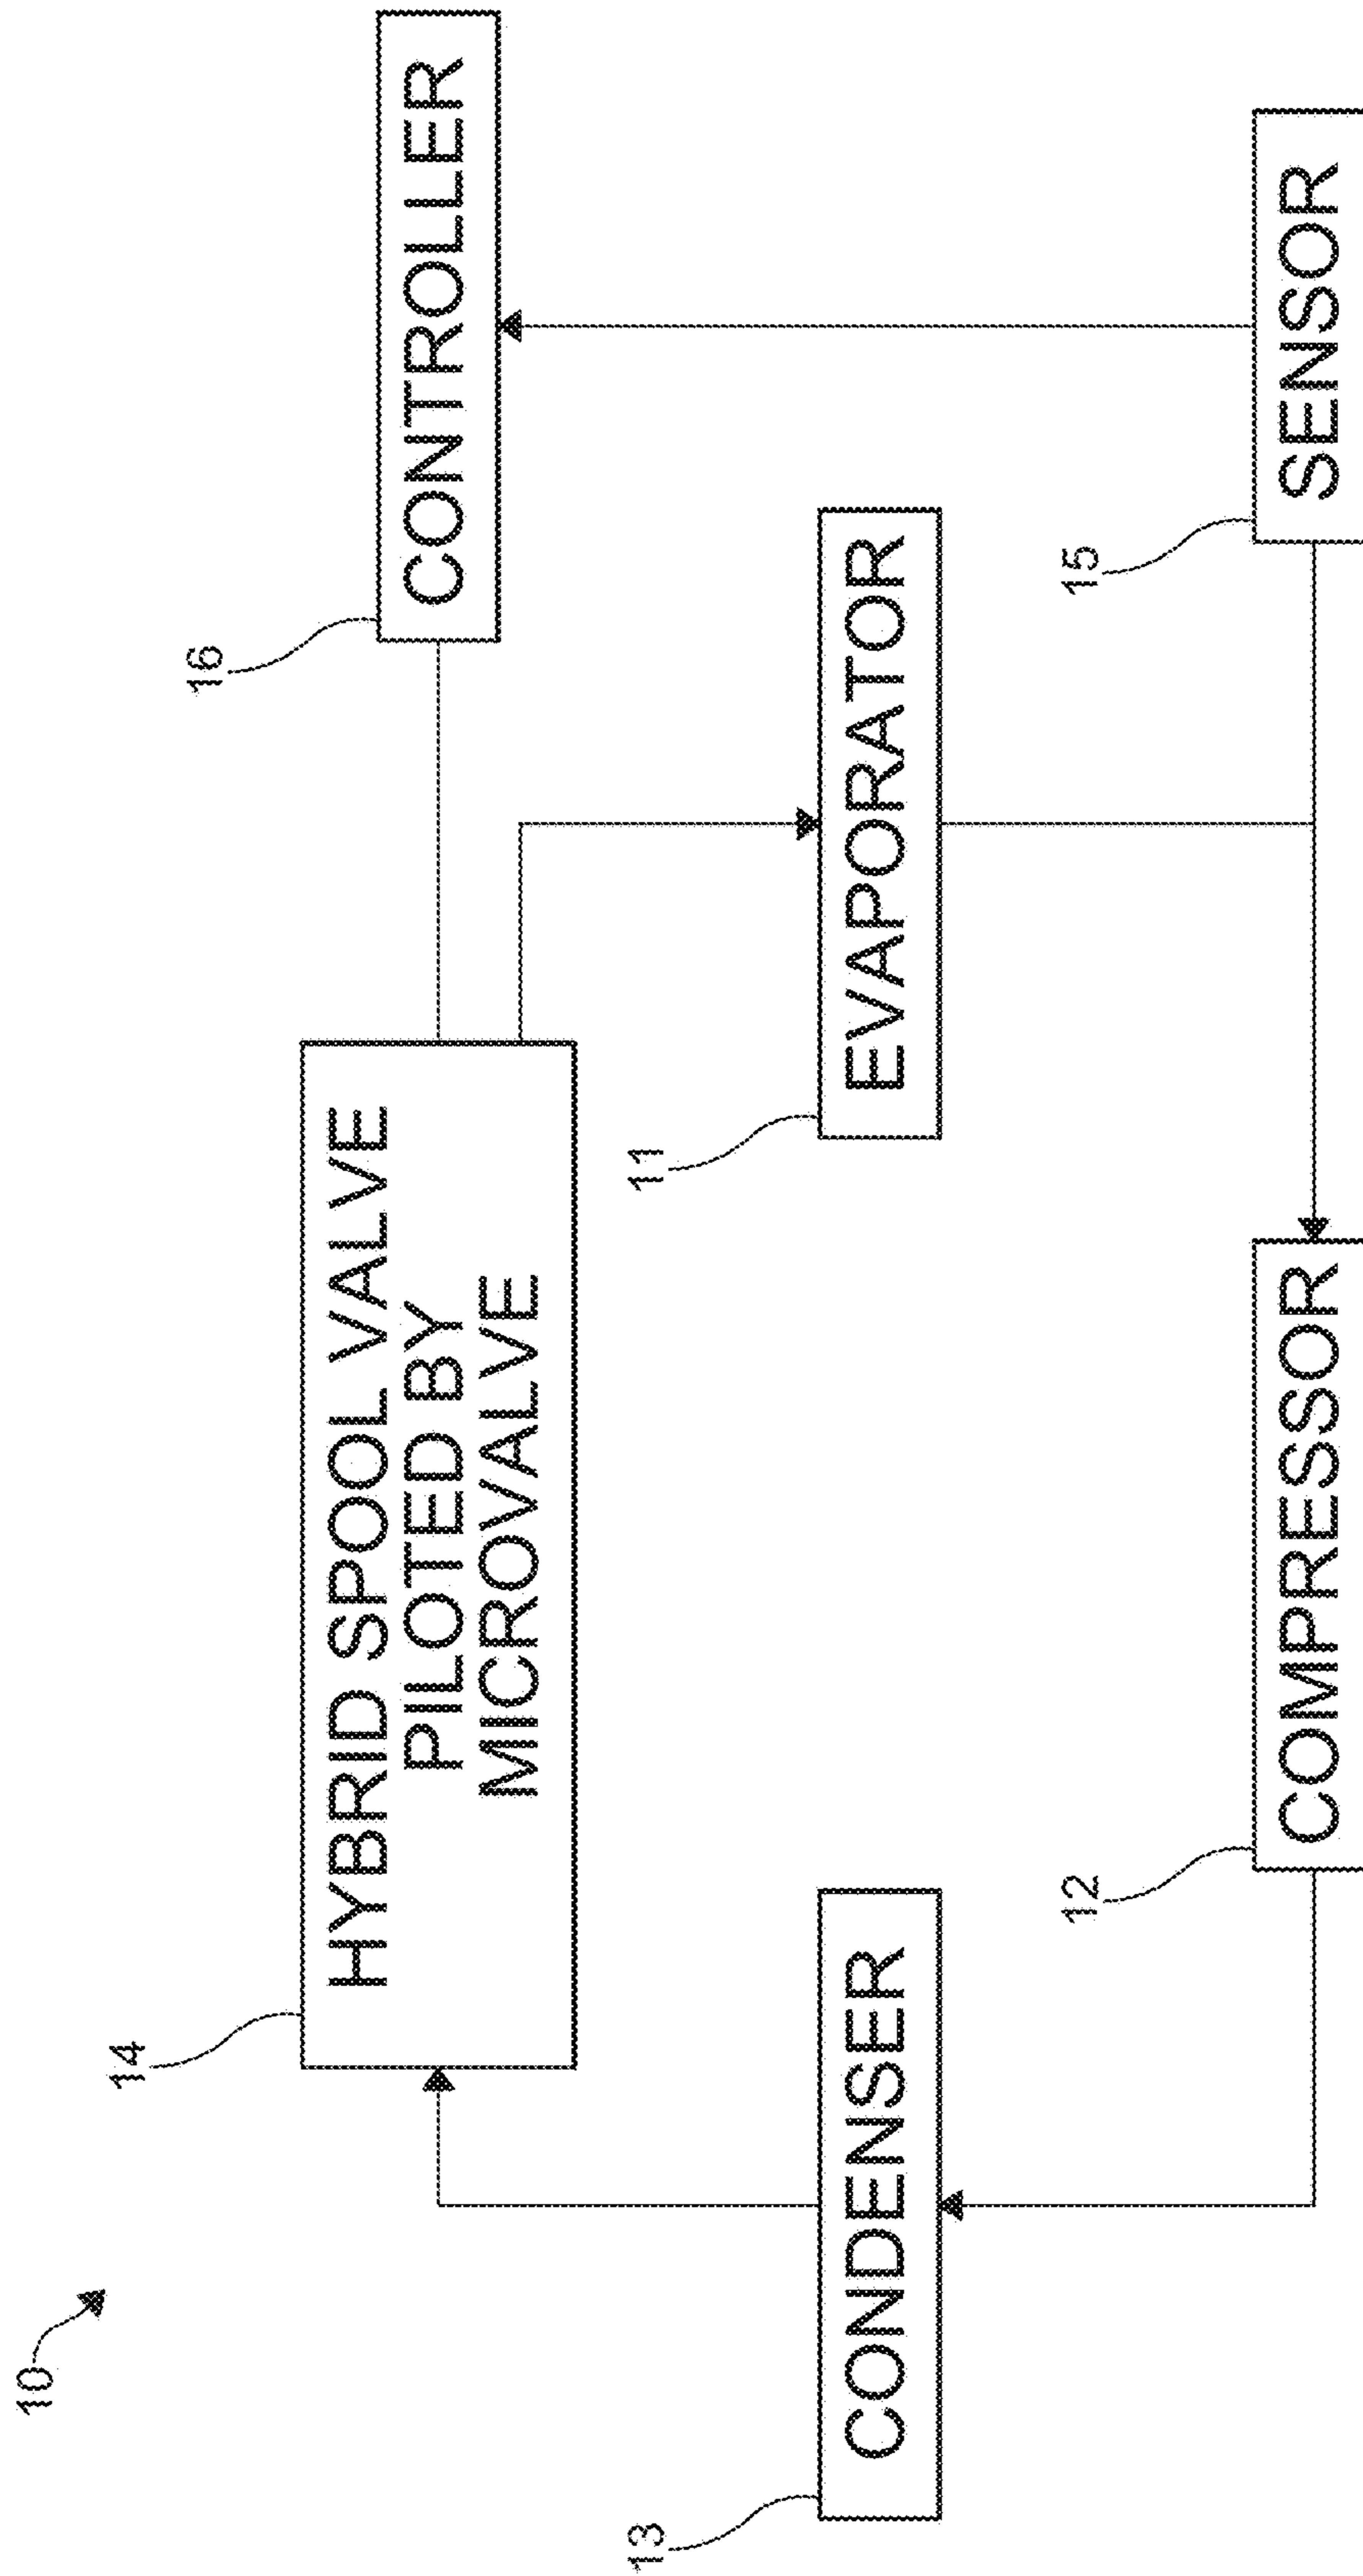 10
14
HYBRID SPOOL VALVE
PILOTED BY
MICROVALVE
16
CONTROLLER
13
CONDENSER
11
EVAPORATOR
12
COMPRESSOR
15
SENSOR